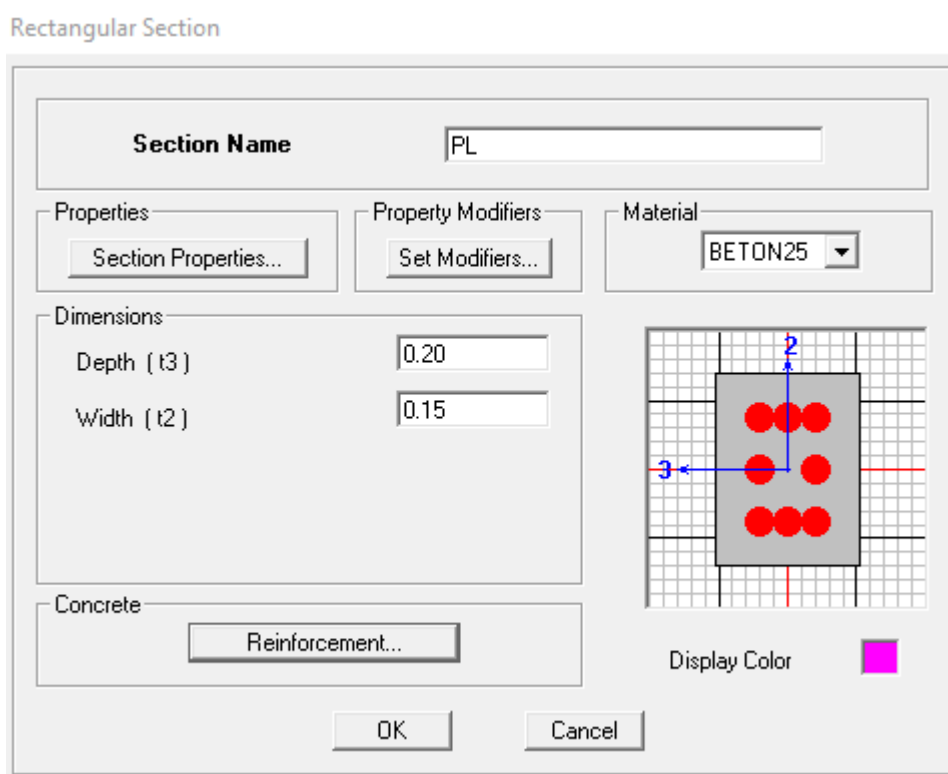 Rectangular Section
Section Name PL
Properties Property Modifiers Material
Section Properties... Set Modifiers... BETON25
Dimensions
Depth ( t3 ) 0.20
Width ( t2 ) 0.15
2
3
Concrete
Reinforcement...
Display Color
OK Cancel